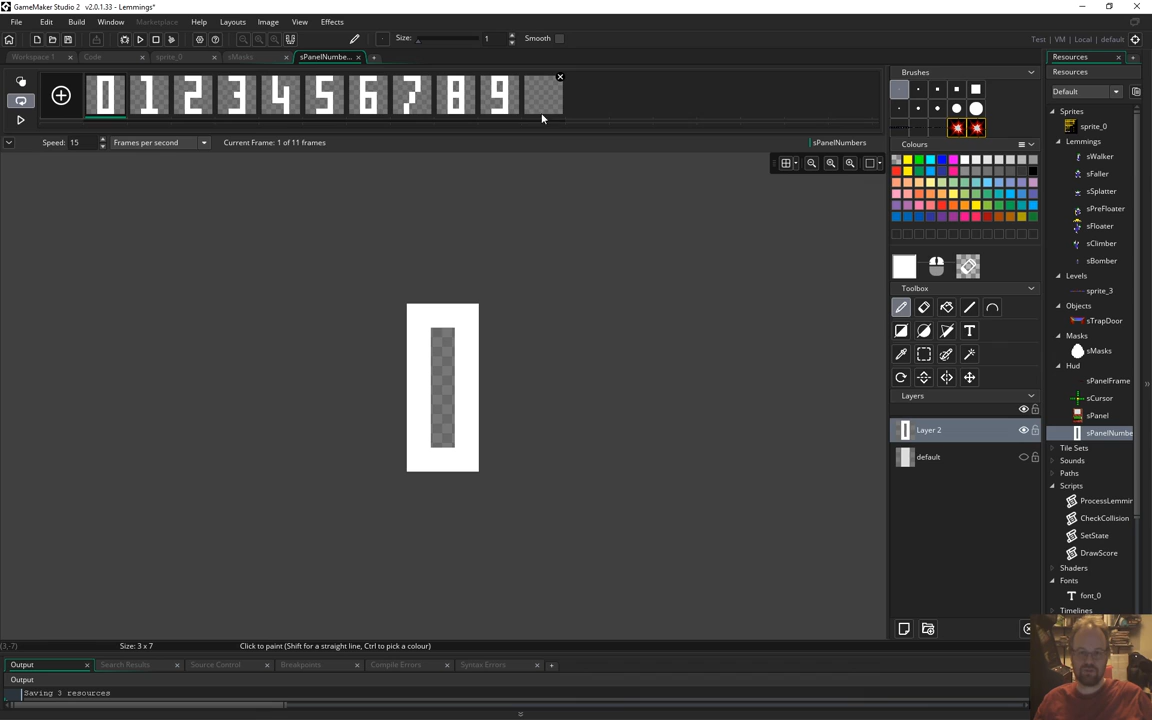 GameMaker Studio 2  v2.0.1.33 - Lemmings*
File Edit Build Window Marketplace Help Layouts Image View Effects
Size: 1 Smooth Test | VM | Local | default
Workspace 1 Code sprite_0 sMasks sPanelNumbe... Resources
0 1 2 3 4 5 6 7 8 9
Speed: 15 Frames per second Current Frame: 1 of 11 frames sPanelNumbers
Brushes
Colours
Toolbox
T
Layers
Layer 2
default
Resources
Default
Sprites
sprite_0
Lemmings
sWalker
sFaller
sSplatter
sPreFloater
sFloater
sClimber
sBomber
Levels
sprite_3
Objects
sTrapDoor
Masks
sMasks
Hud
sPanelFrame
sCursor
sPanel
sPanelNumbe
Tile Sets
Sounds
Paths
Scripts
ProcessLemmin
CheckCollision
SetState
DrawScore
Shaders
Fonts
font_0
Timelines
(3,-7) Size: 3 x 7 Click to paint (Shift for a straight line, Ctrl to pick a colour)
Output Search Results Source Control Breakpoints Compile Errors Syntax Errors
Output
Saving 3 resources